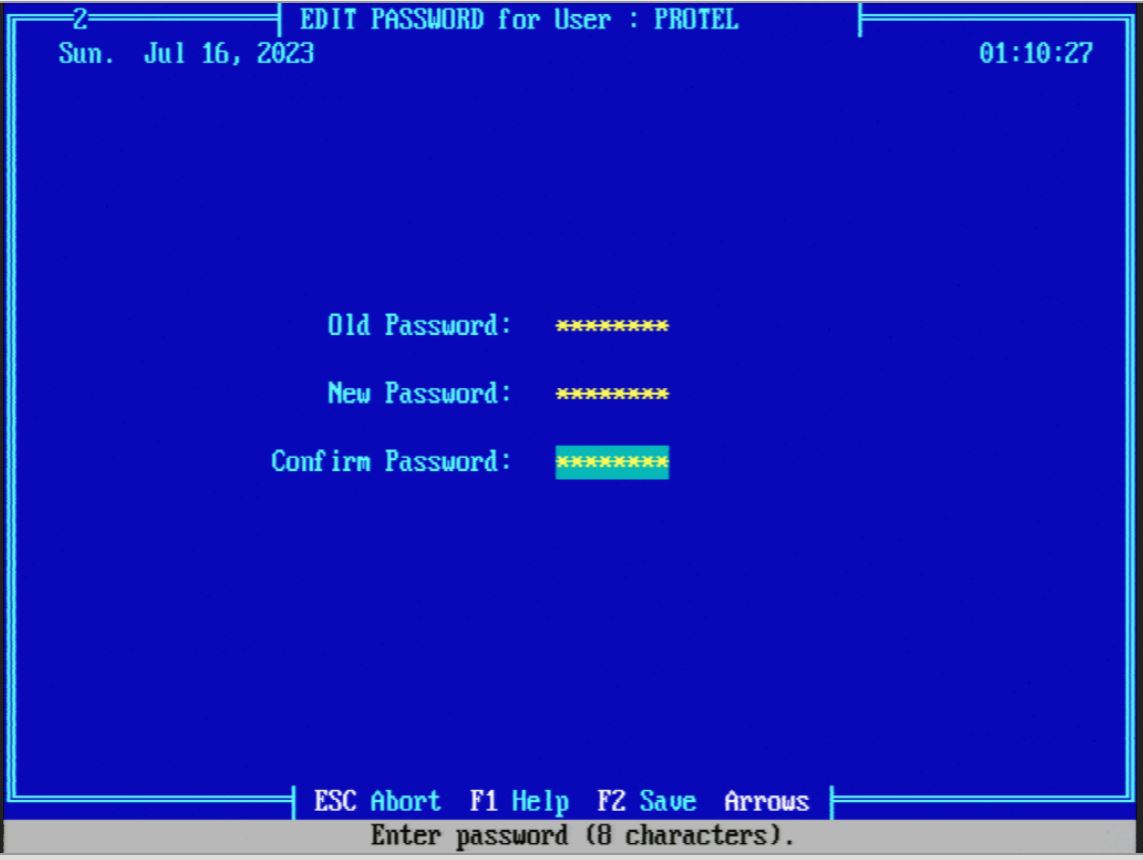 2
EDIT PASSWORD for User : PROTEL
Sun. Jul 16, 2023 01:10:27
Old Password: ********
New Password: ********
Confirm Password: ********
ESC Abort F1 Help F2 Save Arrows
Enter password (8 characters).